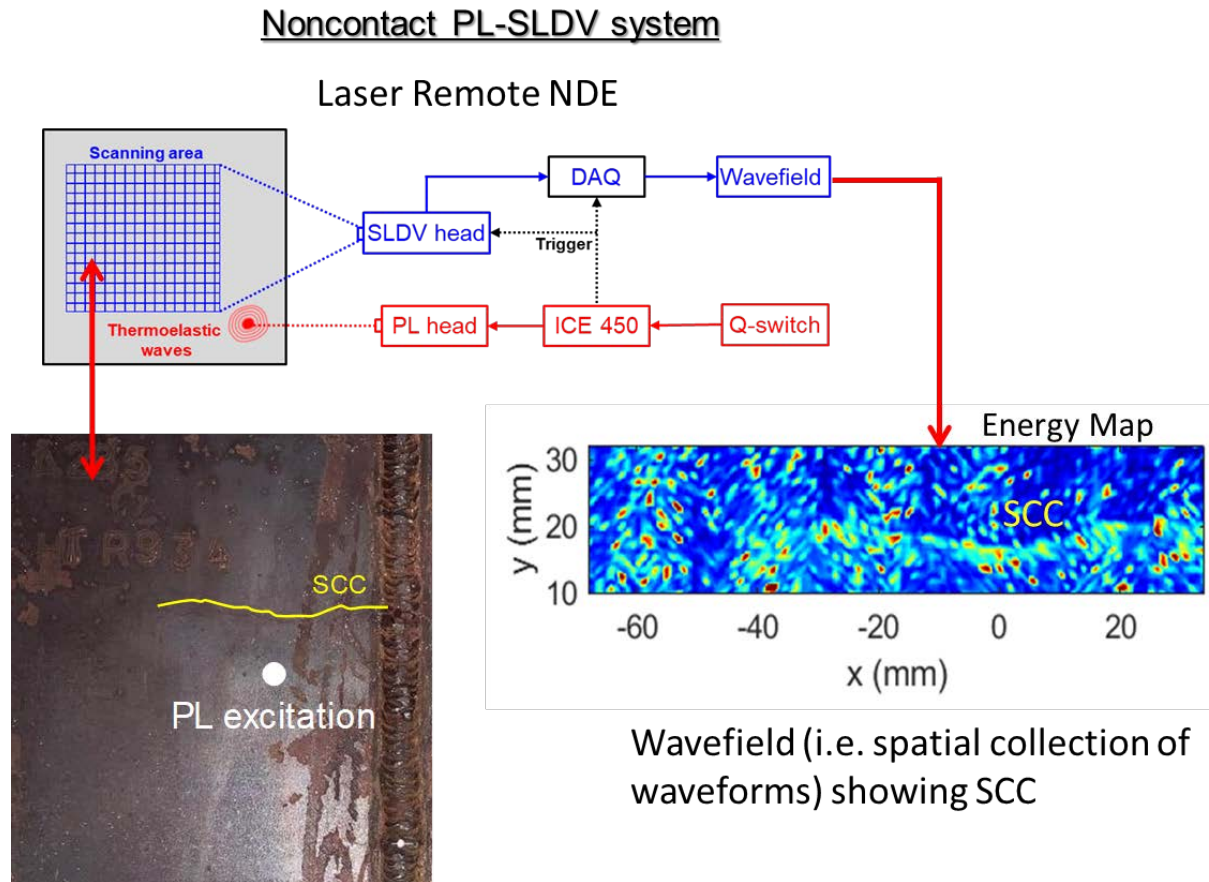 Noncontact PL-SLDV system
Laser Remote NDE
Scanning area
DAQ
Wavefield
SLDV head
Trigger
Thermoelastic
waves
PL head
ICE 450
Q-switch
SCC
PL excitation
Energy Map
30
20
10
y (mm)
SCC
-60
-40
-20
0
20
x (mm)
Wavefield (i.e. spatial collection of
waveforms) showing SCC